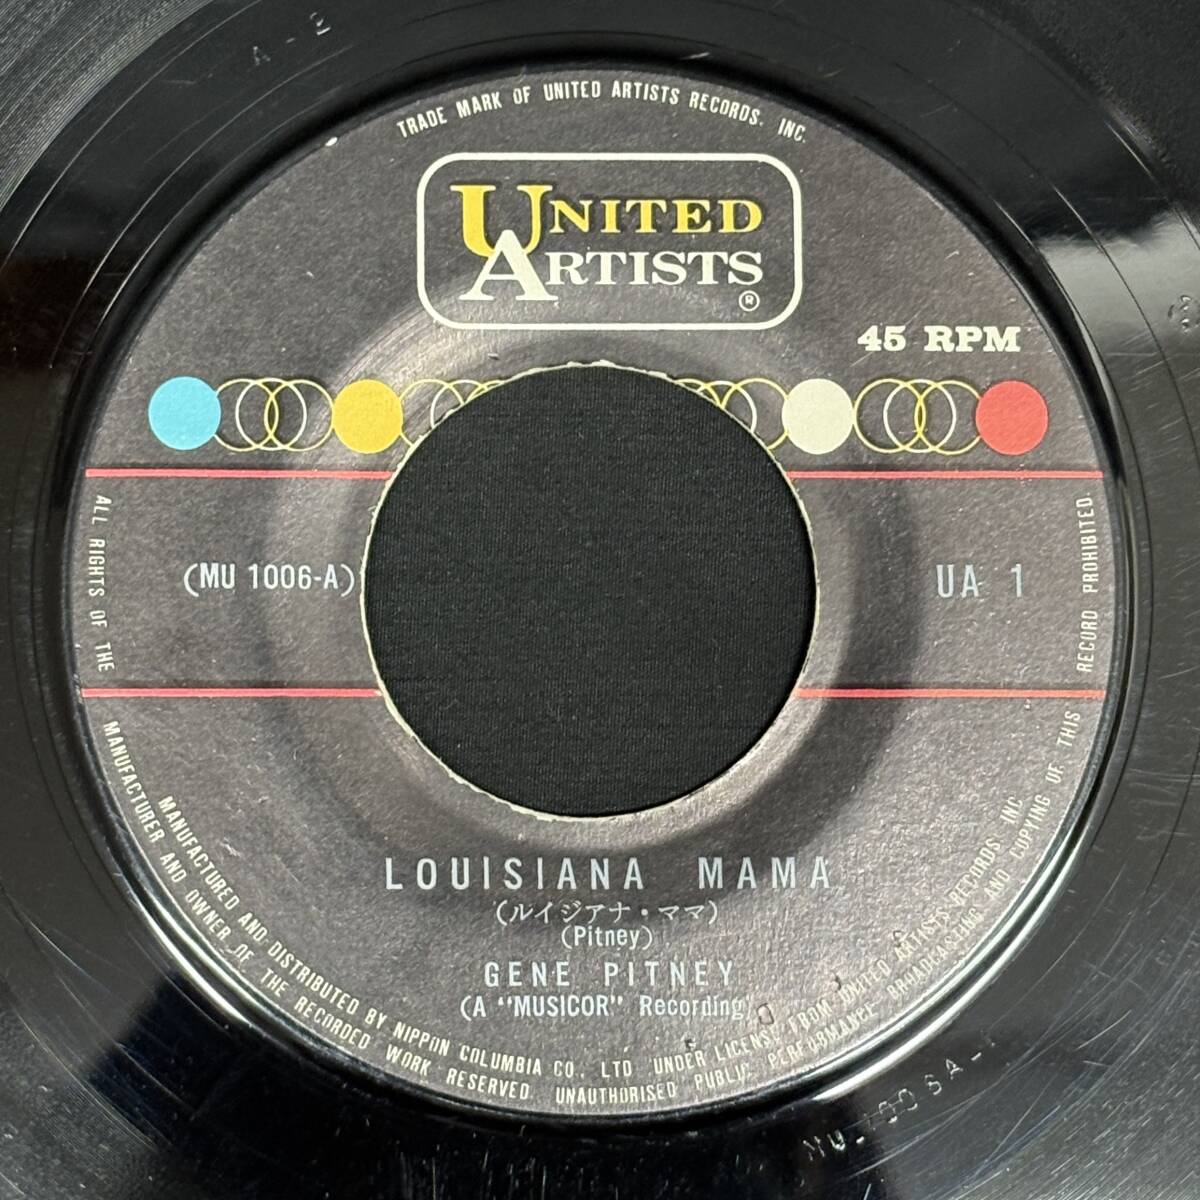 A - 2
TRADE MARK OF UNITED ARTISTS RECORDS, INC.
UNITED
ARTISTS
®
45 RPM
(MU 1006-A)
UA 1
LOUISIANA MAMA
(ルイジアナ・ママ)
(Pitney)
GENE PITNEY
(A "MUSICOR" Recording)
MANUFACTURED AND DISTRIBUTED BY NIPPON COLUMBIA CO., LTD UNDER LICENSE FROM UNITED ARTISTS RECORDS, INC
ALL RIGHTS OF THE MANUFACTURER AND OWNER OF THE RECORDED WORK RESERVED. UNAUTHORISED PUBLIC PERFORMANCE BROADCASTING AND COPYING OF THIS RECORD PROHIBITED.
MU-1006A-1